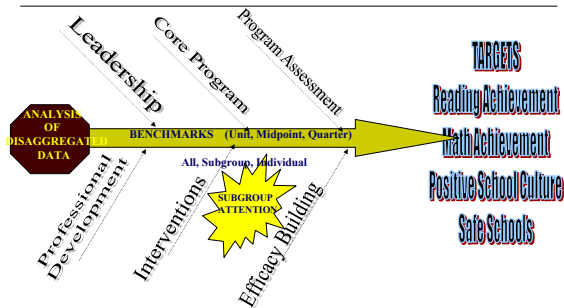 Leadership
Core Program
Program Assessment
TARGETS
Reading Achievement
Math Achievement
Positive School Culture
Safe Schools
ANALYSIS
OF
DISAGGREGATED
DATA
BENCHMARKS (Unit, Midpoint, Quarter)
All, Subgroup, Individual
Professional
Development
Interventions
SUBGROUP
ATTENTION
Efficacy Building